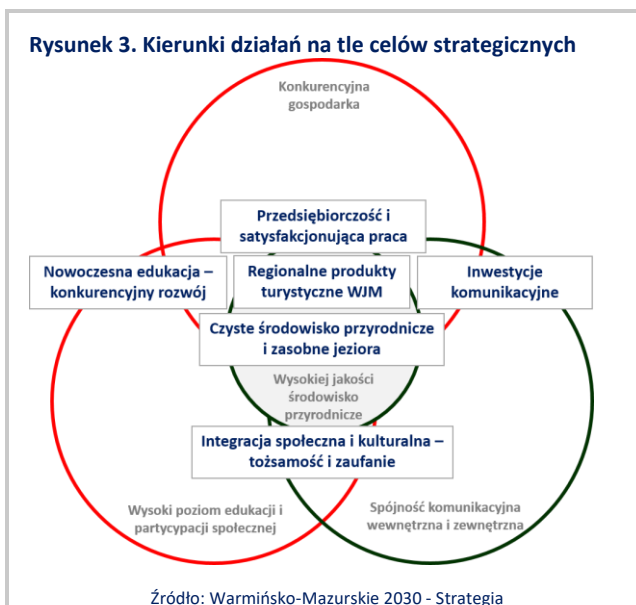 Rysunek 3. Kierunki działań na tle celów strategicznych
Konkurencyjna
gospodarka
Przedsiębiorczość i
satysfakcjonująca praca
Nowoczesna edukacja –
konkurencyjny rozwój
Regionalne produkty
turystyczne WJM
Inwestycje
komunikacyjne
Czyste środowisko przyrodnicze
i zasobne jeziora
Wysokiej jakości
środowisko
przyrodnicze
Integracja społeczna i kulturalna –
tożsamość i zaufanie
Wysoki poziom edukacji i
partycypacji społecznej
Spójność komunikacyjna
wewnętrzna i zewnętrzna
Źródło: Warmińsko-Mazurskie 2030 - Strategia